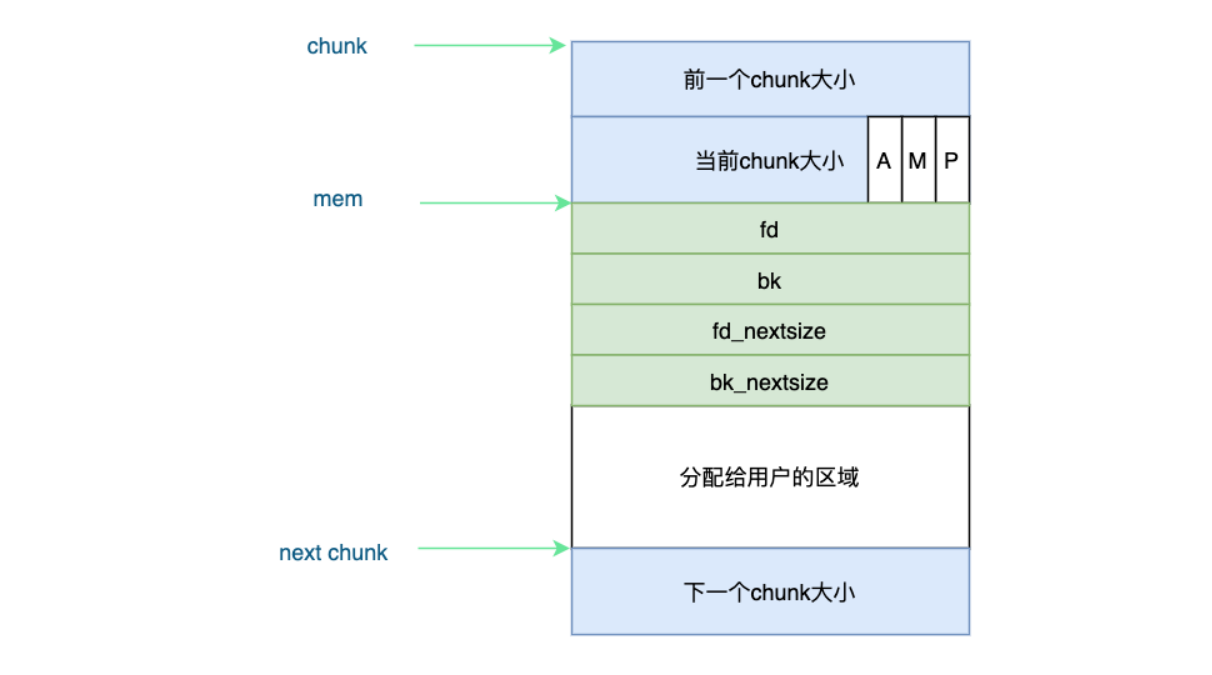 chunk
前一个chunk大小
当前chunk大小 A M P
mem
fd
bk
fd_nextsize
bk_nextsize
分配给用户的区域
next chunk
下一个chunk大小